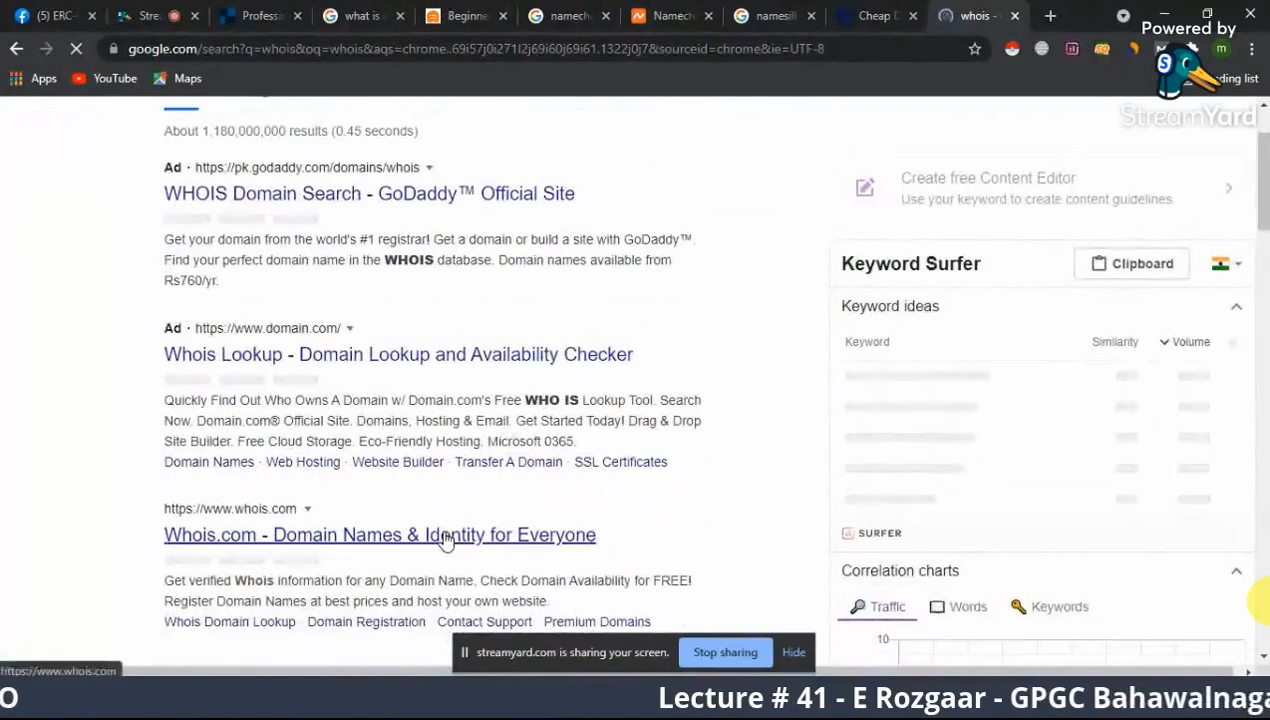 (5) ERC-
Stre
Profession
what is
Beginner
namech
Namech
namesili
Cheap D
whois -
Powered by
google.com/search?q=whois&oq=whois&aqs=chrome..69i57j0i271l2j69i60j69i61.1322j0j7&sourceid=chrome&ie=UTF-8
m
Apps
YouTube
Maps
ding list
StreamYard
About 1,180,000,000 results (0.45 seconds)
Ad · https://pk.godaddy.com/domains/whois
WHOIS Domain Search - GoDaddy™ Official Site
Get your domain from the world's #1 registrar! Get a domain or build a site with GoDaddy™.
Find your perfect domain name in the WHOIS database. Domain names available from
Rs760/yr.
Ad · https://www.domain.com/
Whois Lookup - Domain Lookup and Availability Checker
Quickly Find Out Who Owns A Domain w/ Domain.com's Free WHO IS Lookup Tool. Search
Now. Domain.com® Official Site. Domains, Hosting & Email. Get Started Today! Drag & Drop
Site Builder. Free Cloud Storage. Eco-Friendly Hosting. Microsoft 0365.
Domain Names · Web Hosting · Website Builder · Transfer A Domain · SSL Certificates
https://www.whois.com
Whois.com - Domain Names & Identity for Everyone
Get verified Whois information for any Domain Name, Check Domain Availability for FREE!
Register Domain Names at best prices and host your own website.
Whois Domain Lookup · Domain Registration · Contact Support · Premium Domains
Create free Content Editor
Use your keyword to create content guidelines
Keyword Surfer
Clipboard
Keyword ideas
Keyword
Similarity
Volume
SURFER
Correlation charts
Traffic
Words
Keywords
10
streamyard.com is sharing your screen.
Stop sharing
Hide
https://www.whois.com
O
Lecture # 41 - E Rozgaar - GPGC Bahawalnaga